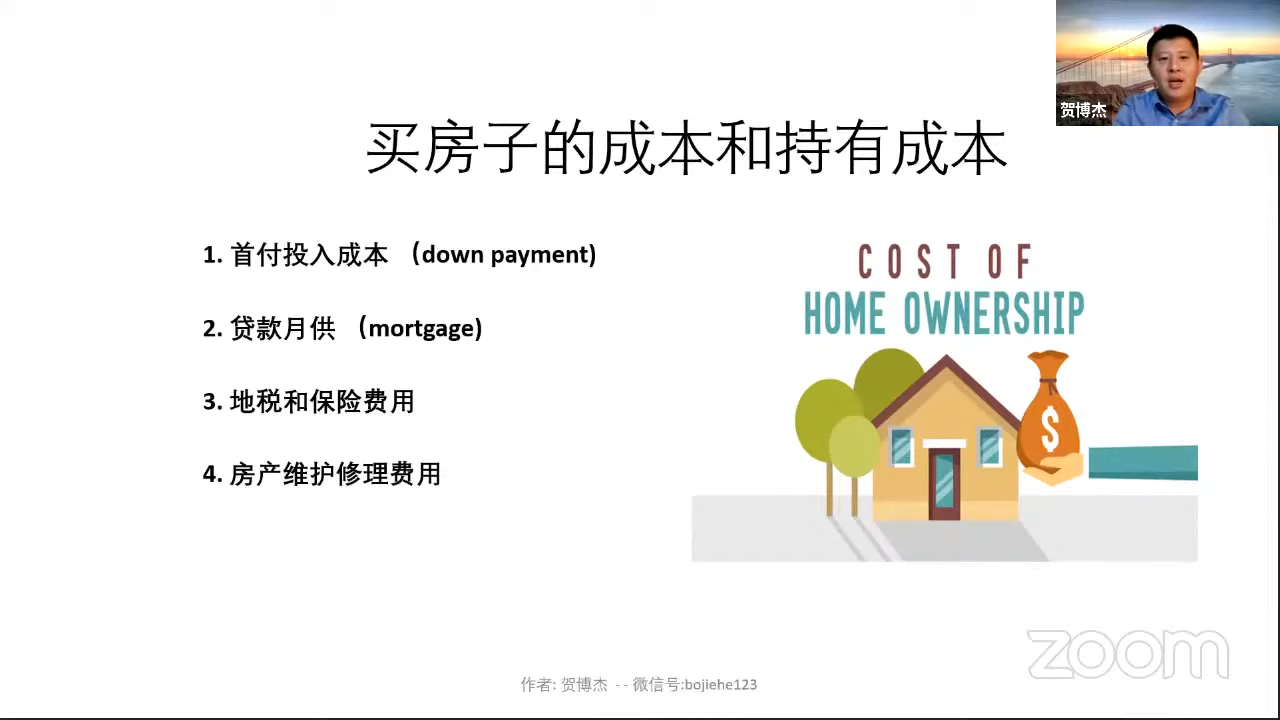 贺博杰
买房子的成本和持有成本
1. 首付投入成本 （down payment)
2. 贷款月供 （mortgage)
3. 地税和保险费用
4. 房产维护修理费用
COST OF
HOME OWNERSHIP
$
zoom
作者: 贺博杰 -- 微信号:bojiehe123